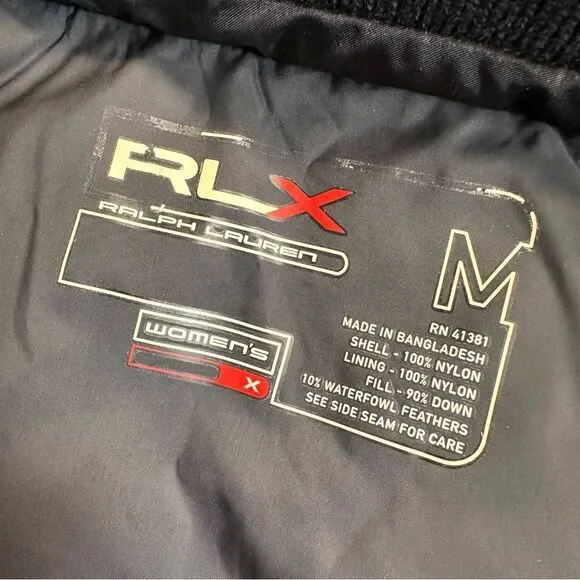 RLX
RALPH LAUREN
M
WOMEN'S
X
RN 41381
MADE IN BANGLADESH
SHELL - 100% NYLON
LINING - 100% NYLON
FILL - 90% DOWN
10% WATERFOWL FEATHERS
SEE SIDE SEAM FOR CARE